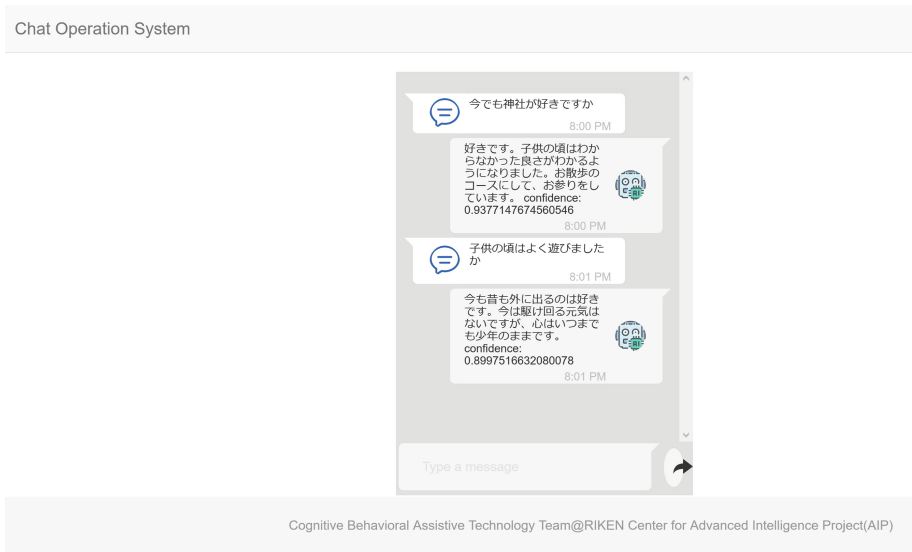 Chat Operation System
今でも神社が好きですか
8:00 PM
好きです。子供の頃はわか
らなかった良さがわかるよ
うになりました。お散歩の
コースにして、お参りをし
ています。 confidence:
0.9377147674560546
8:00 PM
子供の頃はよく遊びました
か
8:01 PM
今も昔も外に出るのは好き
です。今は駆け回る元気は
ないですが、心はいつまで
も少年のままです。
confidence:
0.8997516632080078
8:01 PM
Type a message
Cognitive Behavioral Assistive Technology Team@RIKEN Center for Advanced Intelligence Project(AIP)